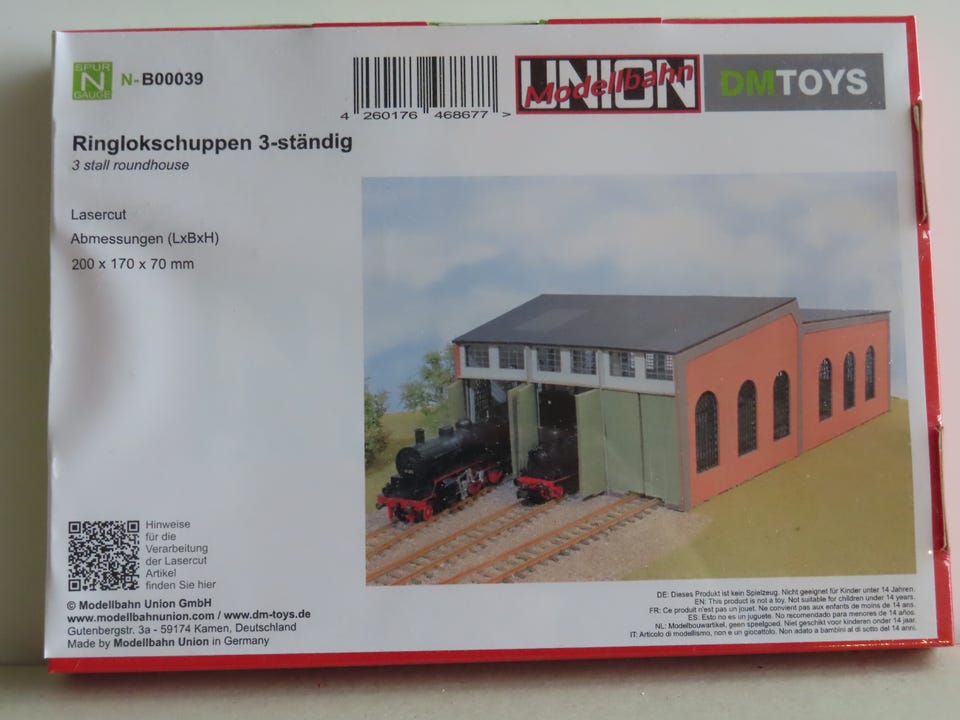 SPUR
N
GAUGE
N-B00039
4 260176 468677 >
UNION
Modellbahn
DMTOYS
Ringlokschuppen 3-ständig
3 stall roundhouse
Lasercut
Abmessungen (LxBxH)
200 x 170 x 70 mm
Hinweise
für die
Verarbeitung
der Lasercut
Artikel
finden Sie hier
© Modellbahn Union GmbH
www.modellbahnunion.com / www.dm-toys.de
Gutenbergstr. 3a - 59174 Kamen, Deutschland
Made by Modellbahn Union in Germany
DE: Dieses Produkt ist kein Spielzeug. Nicht geeignet für Kinder unter 14 Jahren.
EN: This product is not a toy. Not suitable for children under 14 years.
FR: Ce produit n'est pas un jouet. Ne convient pas aux enfants de moins de 14 ans.
ES: Esto no es un juguete. No recomendado para menores de 14 años.
NL: Modelbouwartikel, geen speelgoed. Niet geschikt voor kinderen onder 14 jaar.
IT: Articolo di modellismo, non e un giocattolo. Non adato a bambini al di sotto del 14 anni.